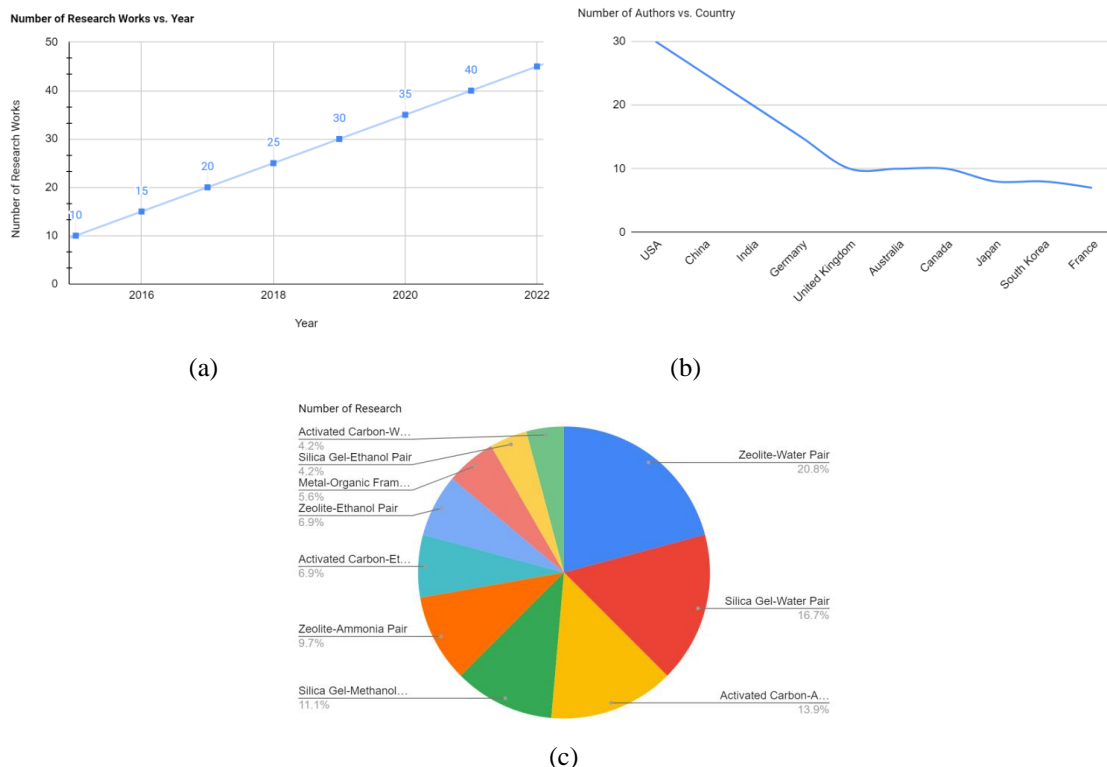 Number of Research Works vs. Year
Number of Research Works
50
40
30
20
10
0
10
15
20
25
30
35
40
2016
2018
2020
2022
Year
(a)
Number of Authors vs. Country
30
20
10
0
USA
China
India
Germany
United Kingdom
Australia
Canada
Japan
South Korea
France
(b)
Number of Research
Activated Carbon-W...
4.2%
Silica Gel-Ethanol Pair
4.2%
Metal-Organic Fram...
5.6%
Zeolite-Ethanol Pair
6.9%
Activated Carbon-Et...
6.9%
Zeolite-Ammonia Pair
9.7%
Silica Gel-Methanol...
11.1%
Zeolite-Water Pair
20.8%
Silica Gel-Water Pair
16.7%
Activated Carbon-A...
13.9%
(c)